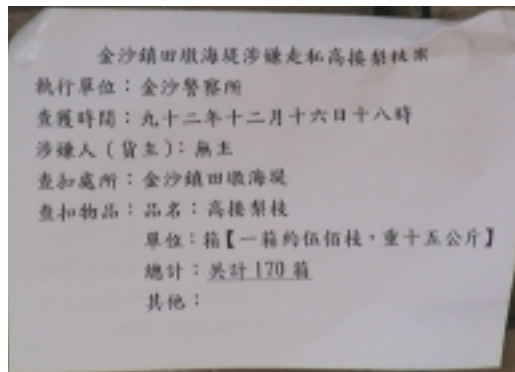 金沙鎮田墩海堤涉嫌走私高接梨枝案
執行單位：金沙警察所
查獲時間：九十二年十二月十六日十八時
涉嫌人（貨主）：無主
查扣處所：金沙鎮田墩海堤
查扣物品：品名：高接梨枝
單位：箱【一箱約伍佰枝，重十五公斤】
總計：共計 170 箱
其他：